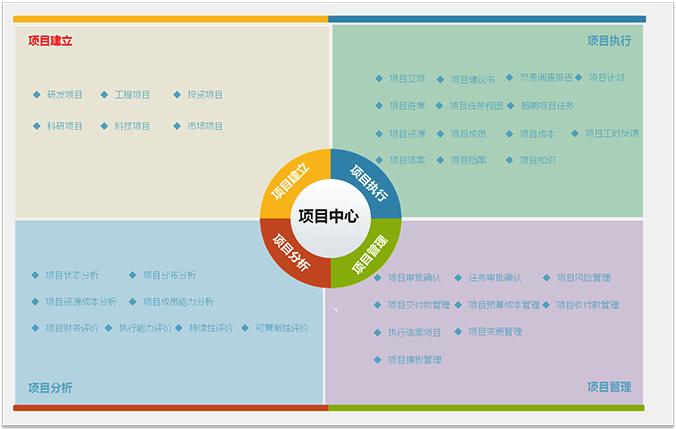 项目建立
研发项目 工程项目 投资项目
科研项目 科技项目 市场项目
项目执行
项目立项 项目建议书 尽责调查报告 项目计划
项目进度 项目任务视图 超期项目任务
项目资源 项目成员 项目成本 项目工时反馈
项目结案 项目档案 项目知识
项目建立
项目执行
项目中心
项目分析
项目管理
项目状态分析 项目分布分析
项目资源成本分析 项目成员能力分析
项目财务评价 执行能力评价 持续性评价 可复制性评价
项目分析
项目审批确认 任务审批确认 项目风险管理
项目交付物管理 项目预算成本管理 项目收付款管理
执行结案项目 项目变更管理
项目模板管理
项目管理